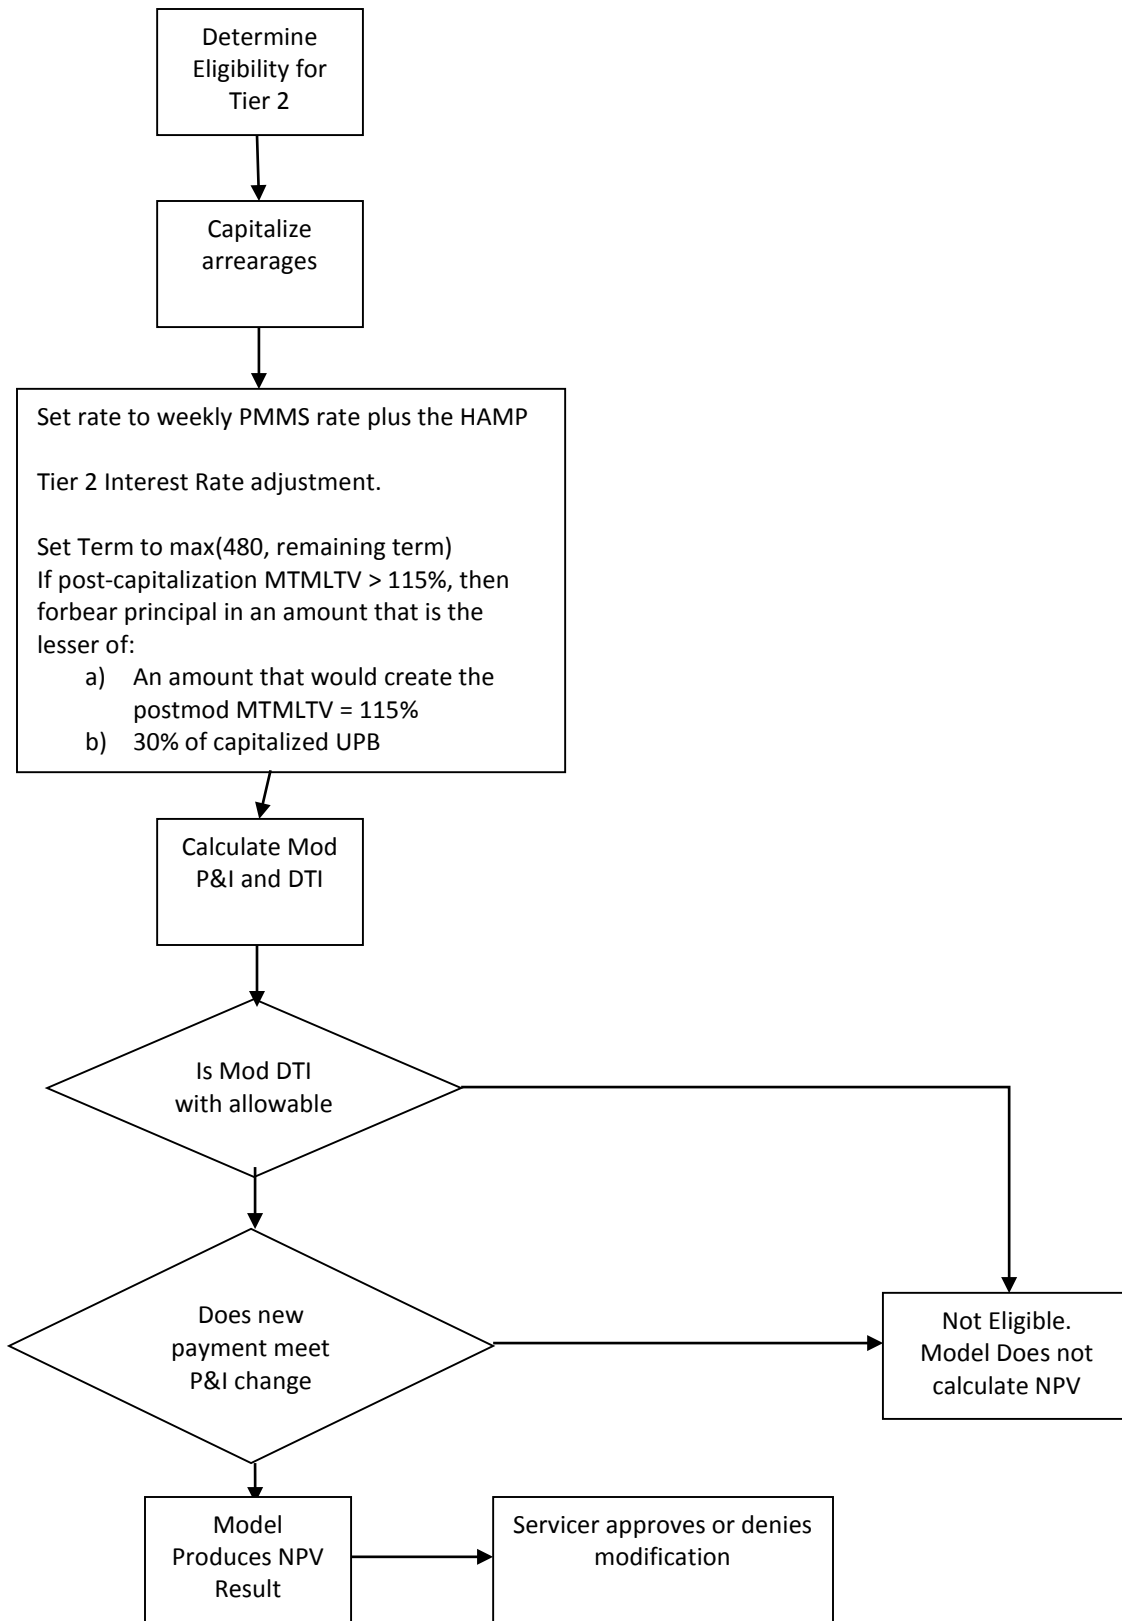 Determine
Eligibility for
Tier 2
Capitalize
arrearages
Set rate to weekly PMMS rate plus the HAMP
Tier 2 Interest Rate adjustment.
Set Term to max(480, remaining term)
If post-capitalization MTMLTV > 115%, then
forbear principal in an amount that is the
lesser of:
a) An amount that would create the
postmod MTMLTV = 115%
b) 30% of capitalized UPB
Calculate Mod
P&I and DTI
Is Mod DTI
with allowable
Does new
payment meet
P&I change
Not Eligible.
Model Does not
calculate NPV
Model
Produces NPV
Result
Servicer approves or denies
modification